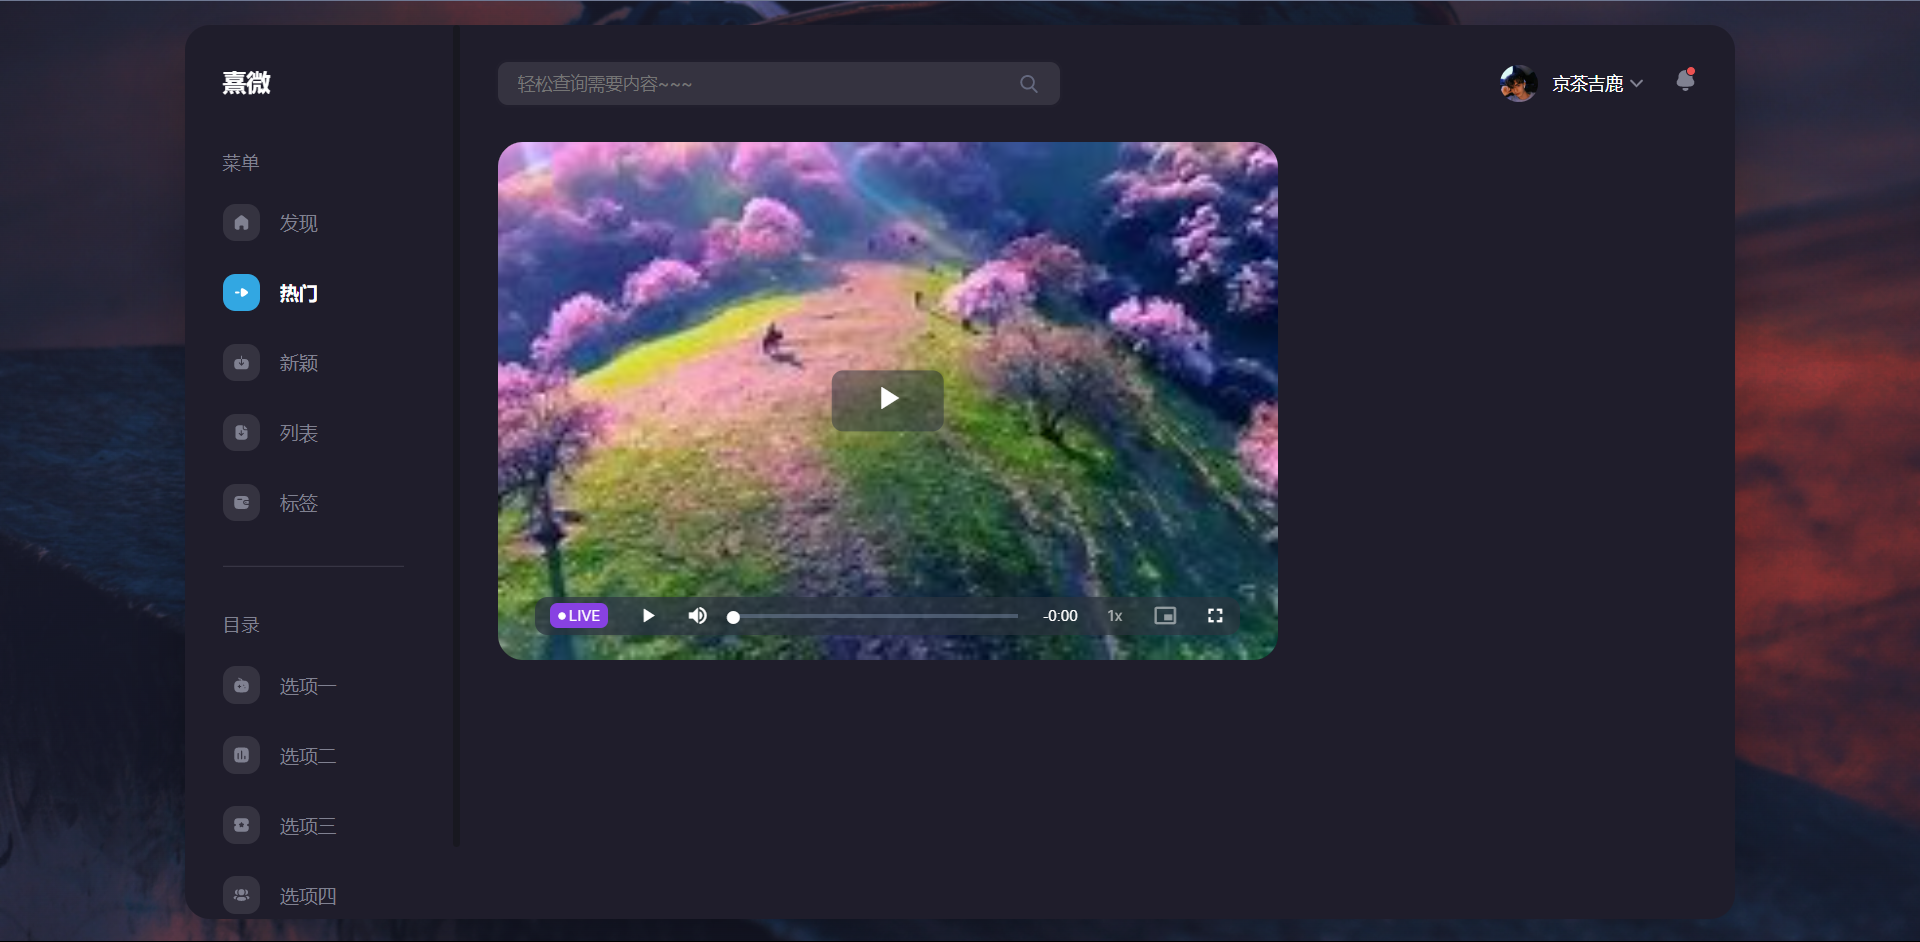 熹微
轻松查询需要内容~~~
京茶吉鹿
菜单
发现
热门
新颖
列表
标签
目录
选项一
选项二
选项三
选项四
LIVE
-0:00
1x